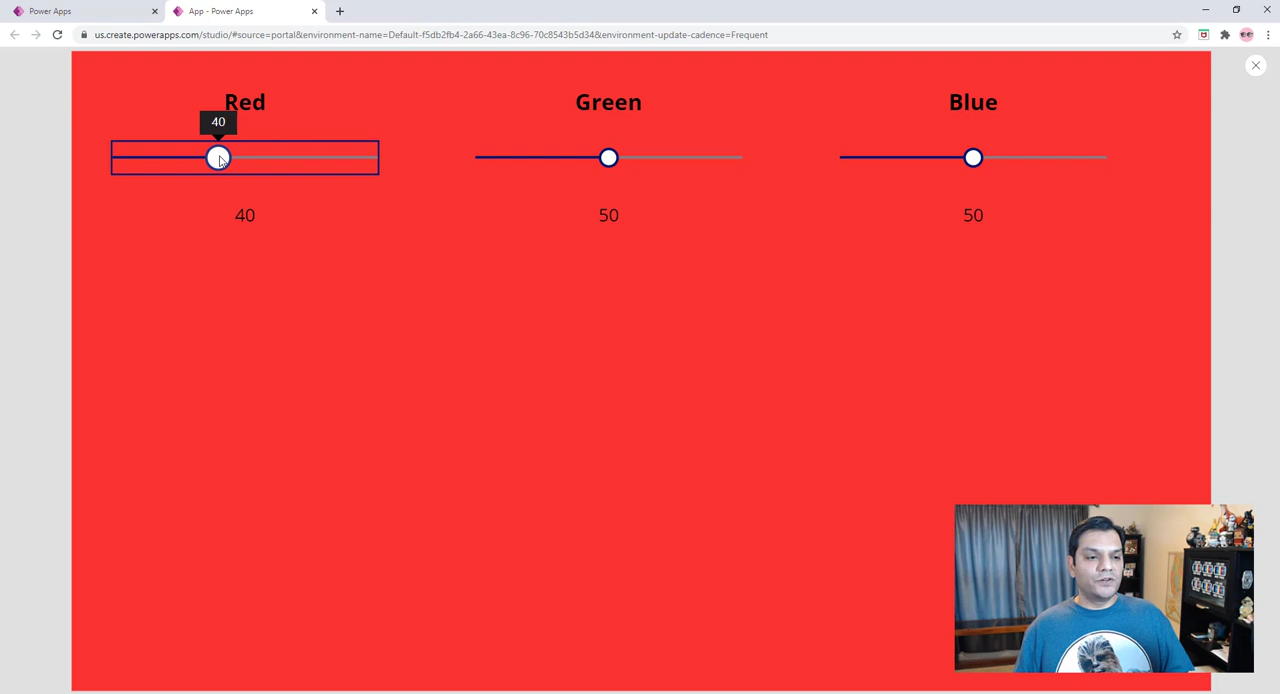 Power Apps
App - Power Apps
us.create.powerapps.com/studio/#source=portal&environment-name=Default-f5db2fb4-2a66-43ea-8c96-70c8543b5d34&environment-update-cadence=Frequent
Red
Green
Blue
40
40
50
50